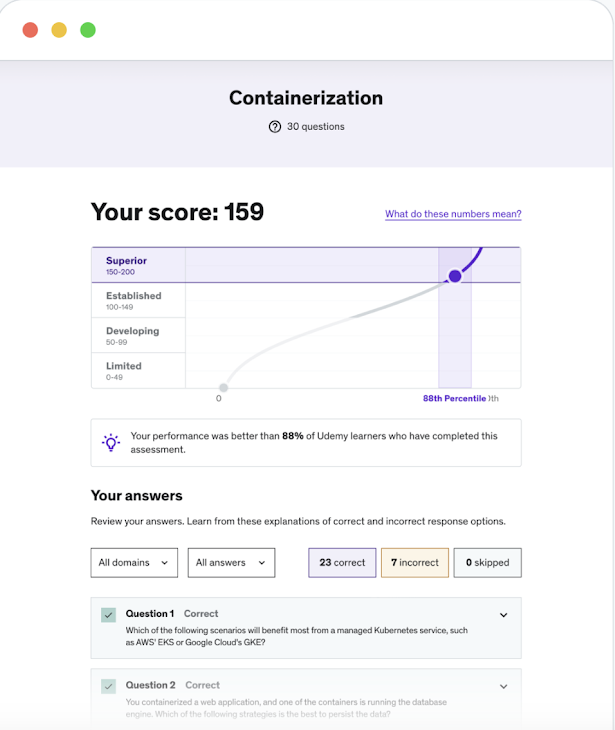 Containerization
30 questions
Your score: 159
What do these numbers mean?
Superior
150-200
Established
100-149
Developing
50-99
Limited
0-49
0
88th Percentile
Your performance was better than 88% of Udemy learners who have completed this
assessment.
Your answers
Review your answers. Learn from these explanations of correct and incorrect response options.
All domains
All answers
23 correct
7 incorrect
0 skipped
Question 1 Correct
Which of the following scenarios will benefit most from a managed Kubernetes service, such
as AWS' EKS or Google Cloud's GKE?
Question 2 Correct
You containerized a web application, and one of the containers is running the database
engine. Which of the following strategies is the best to persist the data?